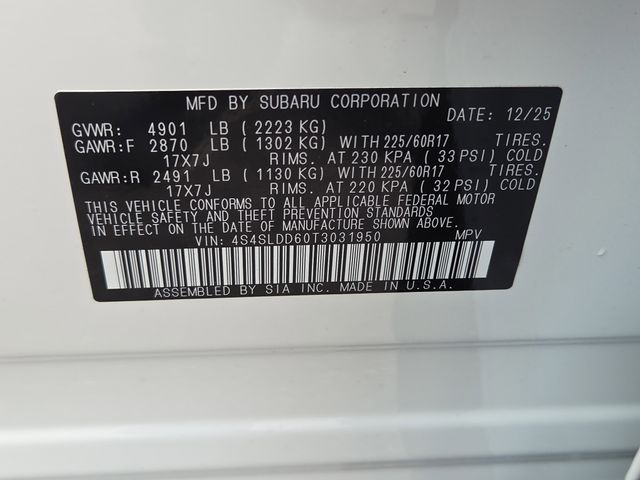 MFD BY SUBARU CORPORATION
DATE: 12/25
GVWR: 4901 LB (2223 KG)
GAWR:F 2870 LB (1302 KG) WITH 225/60R17 TIRES.
17X7J RIMS. AT 230 KPA (33 PSI) COLD
GAWR:R 2491 LB (1130 KG) WITH 225/60R17 TIRES.
17X7J RIMS. AT 220 KPA (32 PSI) COLD
THIS VEHICLE CONFORMS TO ALL APPLICABLE FEDERAL MOTOR
VEHICLE SAFETY AND THEFT PREVENTION STANDARDS
IN EFFECT ON THE DATE OF MANUFACTURE SHOWN ABOVE.
VIN: 4S4SLDD60T3031950 MPV
ASSEMBLED BY SIA INC. MADE IN U.S.A.